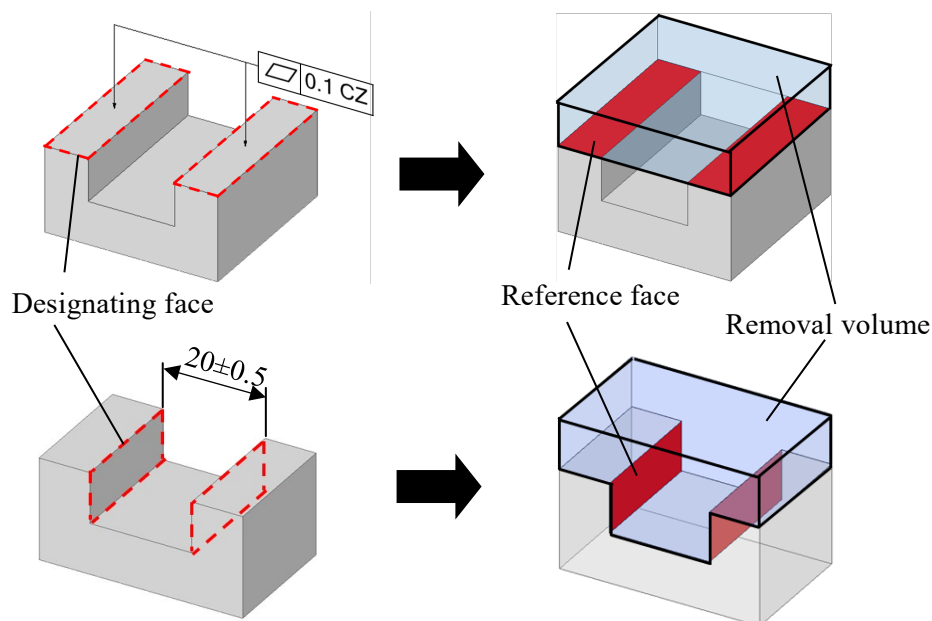 0.1 CZ
Designating face
Reference face
Removal volume
20±0.5